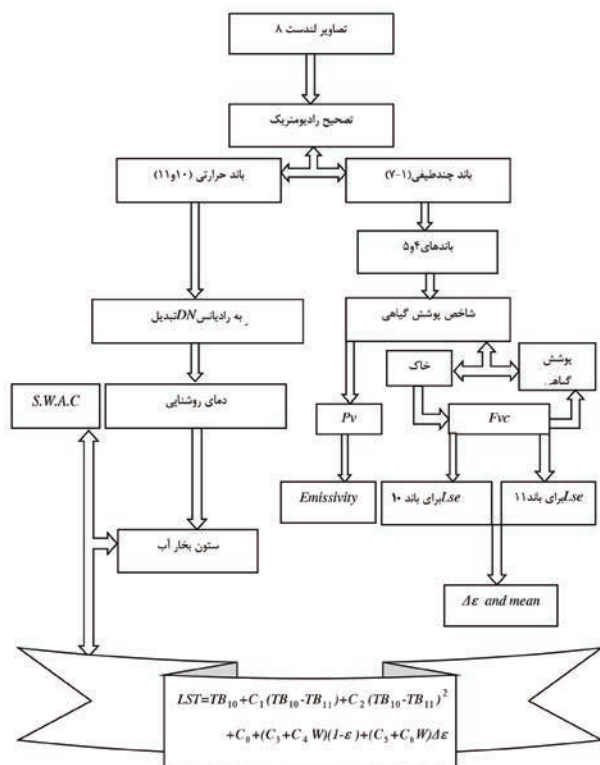 تصاویر لندست ۸
تصحیح رادیومتریک
باند حرارتی (۱۰و۱۱)
باند چندطیفی(۱-۷)
باندهای۴و۵
به رادیانسDNتبدیل
شاخص پوشش گیاهی
خاک
پوشش
S.W.A.C
دمای روشنایی
Pv
Fvc
Emissivity
Lseبرای باند ۱۰
Lseبرای باند۱۱
ستون بخار آب
Δε and mean
LST=TB10+C1(TB10-TB11)+C2(TB10-TB11)2
+C0+(C3+C4W)(1-ε)+(C5+C6W)Δε